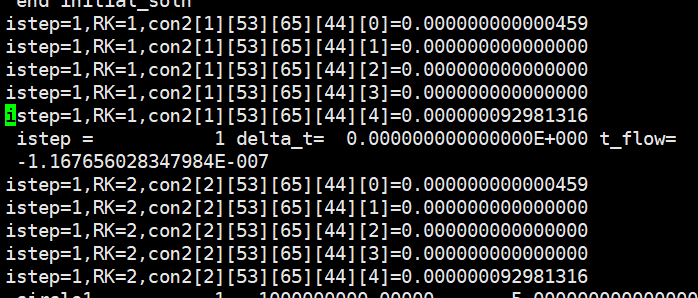 end initial_soln
istep=1,RK=1,con2[1][53][65][44][0]=0.000000000000459
istep=1,RK=1,con2[1][53][65][44][1]=0.000000000000000
istep=1,RK=1,con2[1][53][65][44][2]=0.000000000000000
istep=1,RK=1,con2[1][53][65][44][3]=0.000000000000000
istep=1,RK=1,con2[1][53][65][44][4]=0.000000092981316
istep =           1 delta_t=  0.000000000000000E+000 t_flow=
-1.167656028347984E-007
istep=1,RK=2,con2[2][53][65][44][0]=0.000000000000459
istep=1,RK=2,con2[2][53][65][44][1]=0.000000000000000
istep=1,RK=2,con2[2][53][65][44][2]=0.000000000000000
istep=1,RK=2,con2[2][53][65][44][3]=0.000000000000000
istep=1,RK=2,con2[2][53][65][44][4]=0.000000092981316